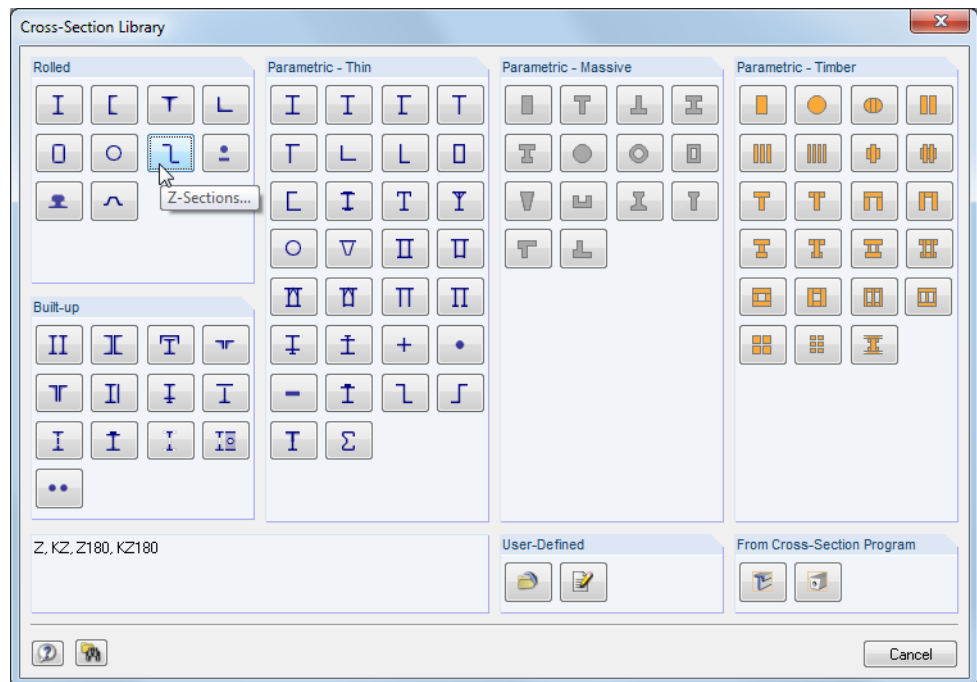 Cross-Section Library
Rolled
Parametric - Thin
Parametric - Massive
Parametric - Timber
Z-Sections...
Built-up
Z, KZ, Z180, KZ180
User-Defined
From Cross-Section Program
Cancel